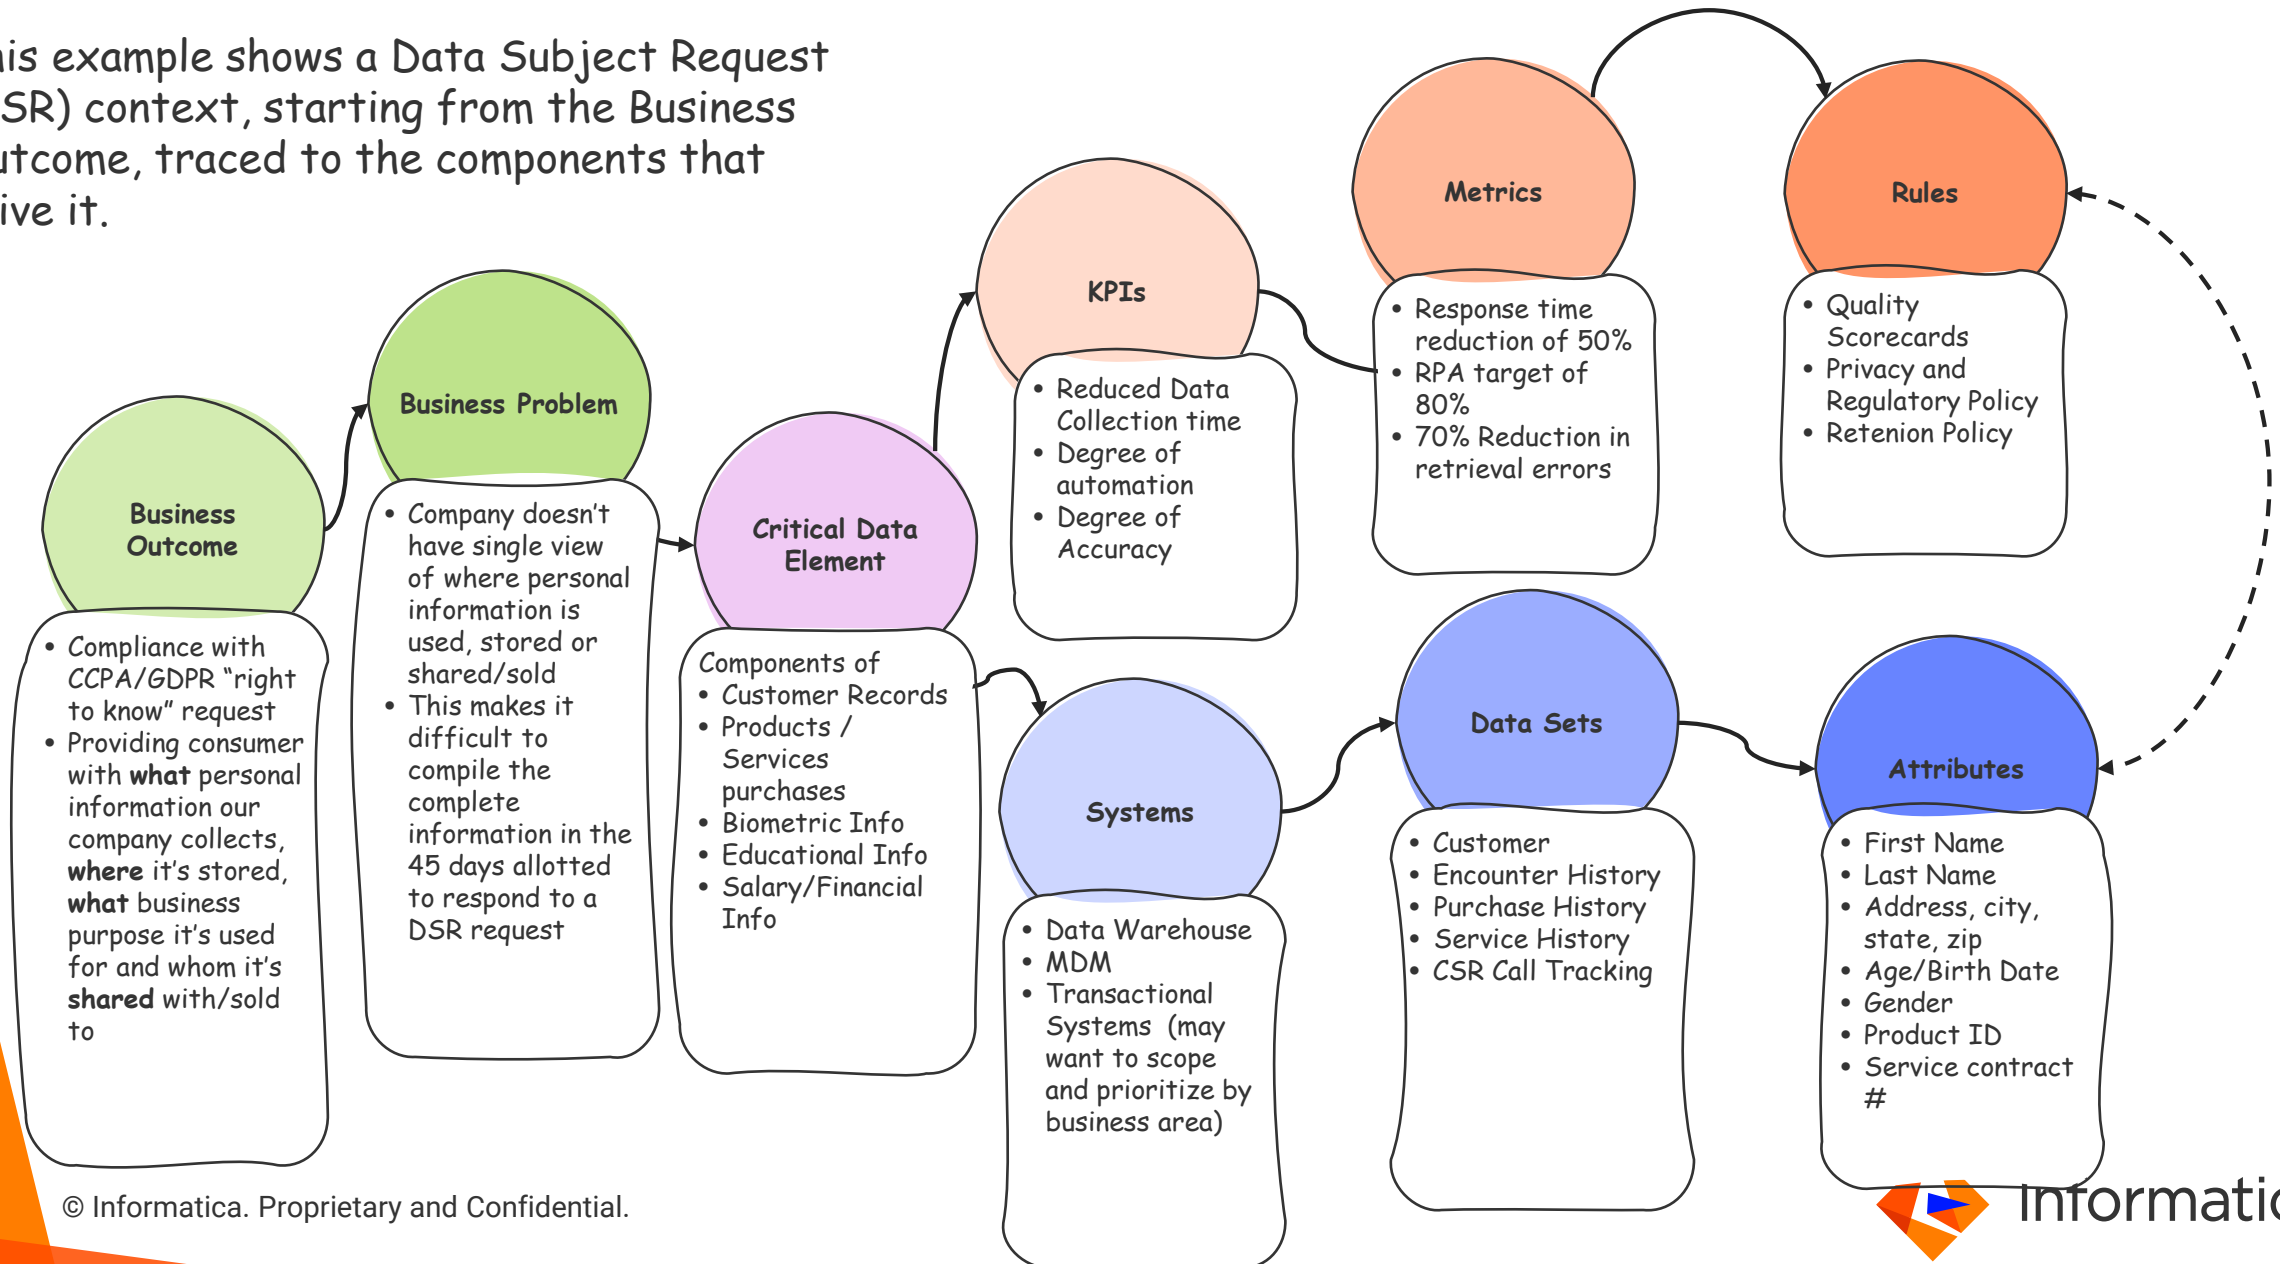 his example shows a Data Subject Request
SR) context, starting from the Business
utcome, traced to the components that
ive it.
Business
Outcome
• Compliance with
CCPA/GDPR “right
to know” request
• Providing consumer
with what personal
information our
company collects,
where it’s stored,
what business
purpose it’s used
for and whom it’s
shared with/sold
to
Business Problem
• Company doesn’t
have single view
of where personal
information is
used, stored or
shared/sold
• This makes it
difficult to
compile the
complete
information in the
45 days allotted
to respond to a
DSR request
Critical Data
Element
Components of
• Customer Records
• Products /
Services
purchases
• Biometric Info
• Educational Info
• Salary/Financial
Info
KPIs
• Reduced Data
Collection time
• Degree of
automation
• Degree of
Accuracy
Metrics
• Response time
reduction of 50%
• RPA target of
80%
• 70% Reduction in
retrieval errors
Rules
• Quality
Scorecards
• Privacy and
Regulatory Policy
• Retenion Policy
Systems
• Data Warehouse
• MDM
• Transactional
Systems (may
want to scope
and prioritize by
business area)
Data Sets
• Customer
• Encounter History
• Purchase History
• Service History
• CSR Call Tracking
Attributes
• First Name
• Last Name
• Address, city,
state, zip
• Age/Birth Date
• Gender
• Product ID
• Service contract
#
© Informatica. Proprietary and Confidential.
Informatic